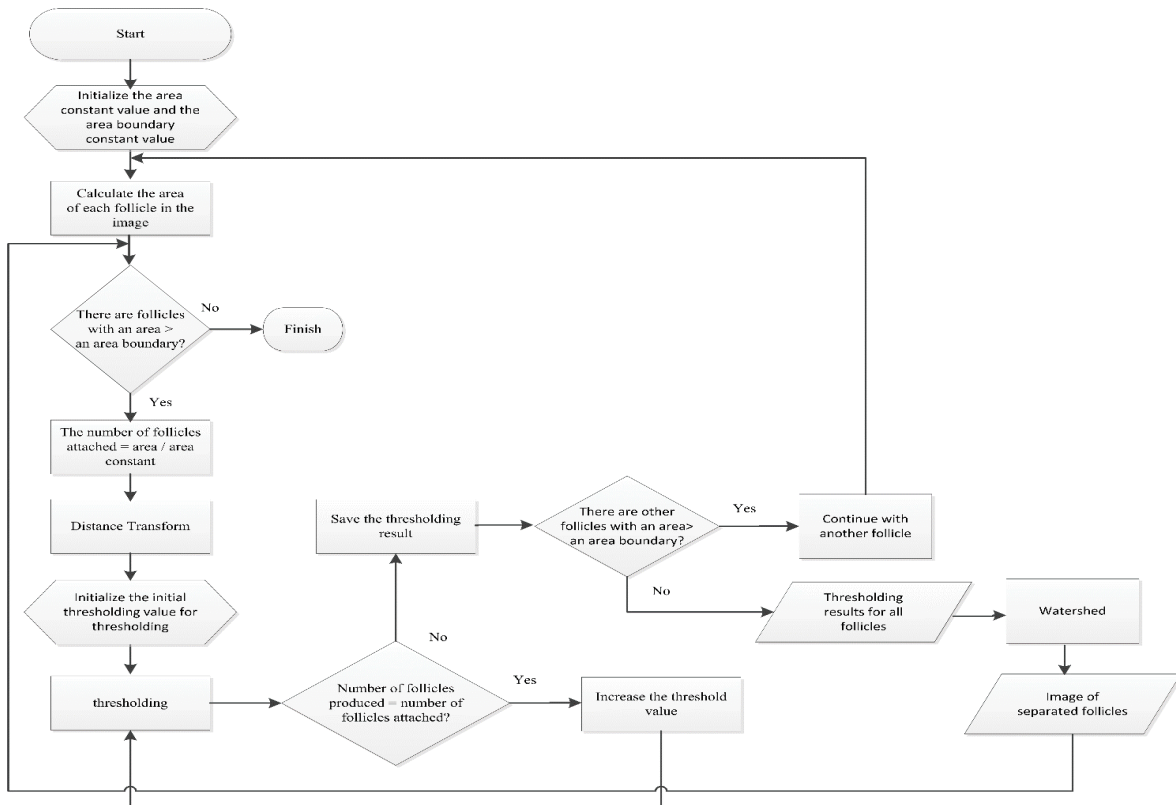 Start
Initialize the area
constant value and the
area boundary
constant value
Calculate the area
of each follicle in the
image
There are follicles
with an area >
an area boundary?
No
Finish
Yes
The number of follicles
attached = area / area
constant
Distance Transform
Initialize the initial
thresholding value for
thresholding
thresholding
Number of follicles
produced = number of
follicles attached?
No
Yes
Save the thresholding
result
There are other
follicles with an area>
an area boundary?
Yes
Continue with
another follicle
No
Thresholding
results for all
follicles
Watershed
Image of
separated follicles
Increase the threshold
value